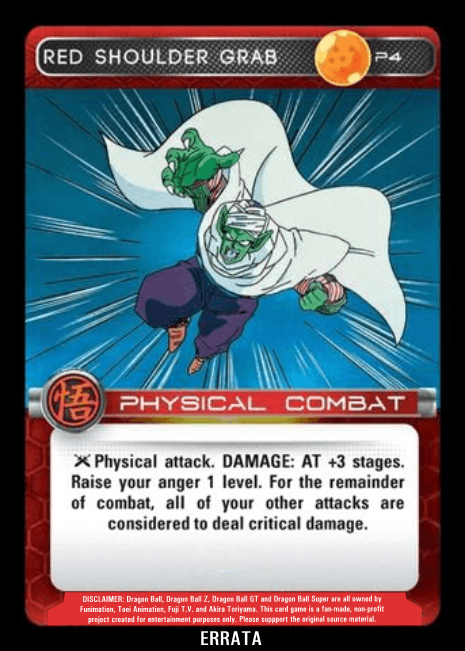 RED SHOULDER GRAB P4
悟 PHYSICAL COMBAT
Physical attack. DAMAGE: AT +3 stages.
Raise your anger 1 level. For the remainder
of combat, all of your other attacks are
considered to deal critical damage.
DISCLAIMER: Dragon Ball, Dragon Ball Z, Dragon Ball GT and Dragon Ball Super are all owned by
Funimation, Toei Animation, Fuji T.V. and Akira Toriyama. This card game is a fan-made, non-profit
project created for entertainment purposes only. Please suppport the original source material.
ERRATA